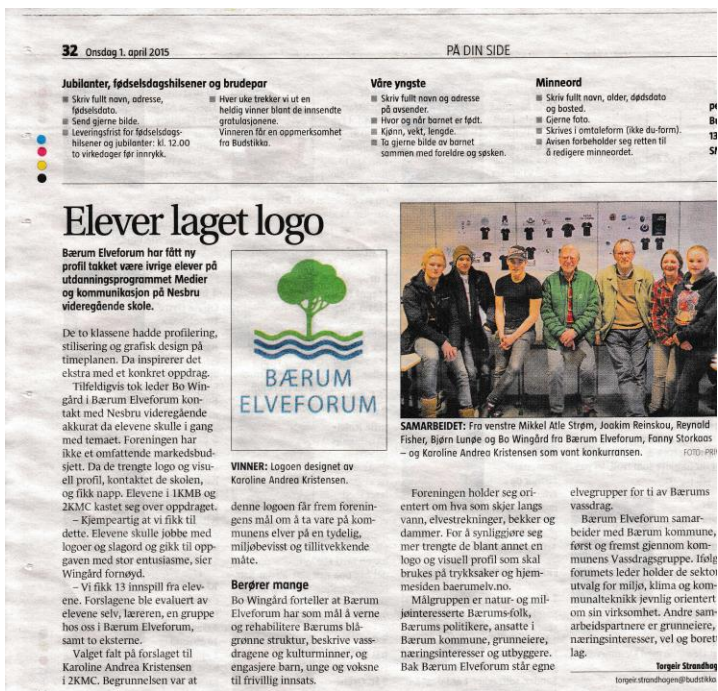 32 Onsdag 1. april 2015
PÅ DIN SIDE
Jubilanter, fødselsdagshilsener og brudepar
Skriv fullt navn, adresse,
fødselsdato.
Send gjerne bilde.
Leveringsfrist for fødselsdags-
hilsener og jubilanter: kl. 12.00
to virkedager før innrykk.
Hver uke trekker vi ut en
heldig vinner blant de innsendte
gratulasjonene.
Vinneren får en oppmerksomhet
fra Budstikka.
Våre yngste
Skriv fullt navn og adresse
på avsender.
Hvor og når barnet er født.
Kjønn, vekt, lengde.
Ta gjerne bilde av barnet
sammen med foreldre og søsken.
Minneord
Skriv fullt navn, alder, dødsdato
og bosted.
Gjerne foto.
Skrives i omtaleform (ikke du-form).
Avisen forbeholder seg retten til
å redigere minneordet.
Elever laget logo
Bærum Elveforum har fått ny
profil takket være ivrige elever på
utdanningsprogrammet Medier
og kommunikasjon på Nesbru
videregående skole.
De to klassene hadde profilering,
stilisering og grafisk design på
timeplanen. Da inspirerer det
ekstra med et konkret oppdrag.
Tilfeldigvis tok leder Bo Win-
gård i Bærum Elveforum kon-
takt med Nesbru videregående
akkurat da elevene skulle i gang
med temaet. Foreningen har
ikke et omfattende markedsbud-
sjett. Da de trengte logo og visu-
ell profil, kontaktet de skolen,
og fikk napp. Elevene i 1KMB og
2KMC kastet seg over oppdraget.
– Kjempeartig at vi fikk til
dette. Elevene skulle jobbe med
logoer og slagord og gikk til opp-
gaven med stor entusiasme, sier
Wingård fornøyd.
– Vi fikk 13 innspill fra elev-
ene. Forslagene ble evaluert av
elevene selv, læreren, en gruppe
hos oss i Bærum Elveforum,
samt to eksterne.
Valget falt på forslaget til
Karoline Andrea Kristensen
i 2KMC. Begrunnelsen var at
BÆRUM
ELVEFORUM
VINNER: Logoen designet av
Karoline Andrea Kristensen.
denne logoen får frem forenin-
gens mål om å ta vare på kom-
munens elver på en tydelig,
miljøbevisst og tillitvekkende
måte.
Berører mange
Bo Wingård forteller at Bærum
Elveforum har som mål å verne
og rehabilitere Bærums blå-
grønne struktur, beskrive vass-
dragene og kulturminner, og
engasjere barn, unge og voksne
til frivillig innsats.
SAMARBEIDET: Fra venstre Mikkel Atle Strøm, Joakim Reinskou, Reynald
Fisher, Bjørn Lunøe og Bo Wingård fra Bærum Elveforum, Fanny Storkaas
– og Karoline Andrea Kristensen som vant konkurransen.
FOTO: PRIV
Foreningen holder seg ori-
entert om hva som skjer langs
vann, elvestrekninger, bekker og
dammer. For å synliggjøre seg
mer trengte de blant annet en
logo og visuell profil som skal
brukes på trykksaker og hjem-
mesiden baerumelv.no.
Målgruppen er natur- og mil-
jøinteresserte Bærums-folk,
Bærums politikere, ansatte i
Bærum kommune, grunneiere,
næringsinteresser og utbyggere.
Bak Bærum Elveforum står egne
elvegrupper for ti av Bærums
vassdrag.
Bærum Elveforum samar-
beider med Bærum kommune,
først og fremst gjennom kom-
munens Vassdragsgruppe. Ifølg
forumets leder holder de sektor
utvalg for miljø, klima og kom-
munalteknikk jevnlig orientert
om sin virksomhet. Andre sam-
arbeidspartnere er grunneiere,
næringsinteresser, vel og borett
lag.
Torgeir Strandhag
torgeir.strandhagen@budstikka